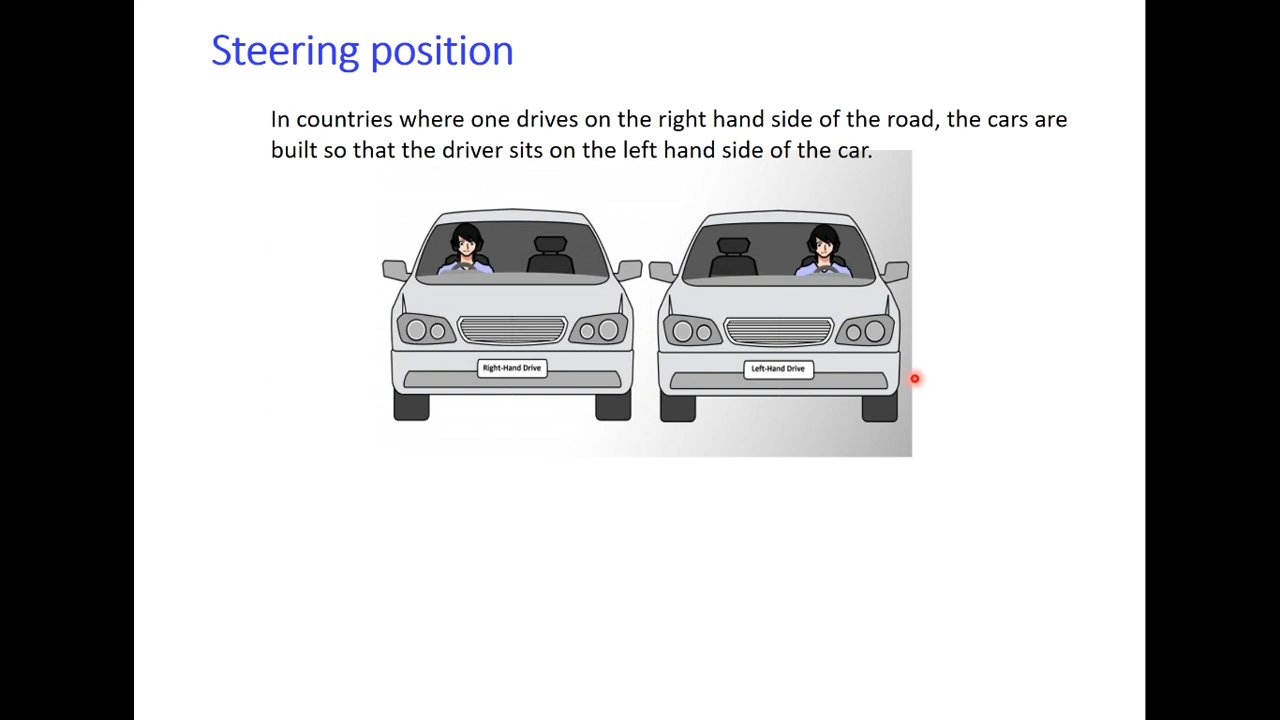 Steering position
In countries where one drives on the right hand side of the road, the cars are
built so that the driver sits on the left hand side of the car.
Right-Hand Drive
Left-Hand Drive